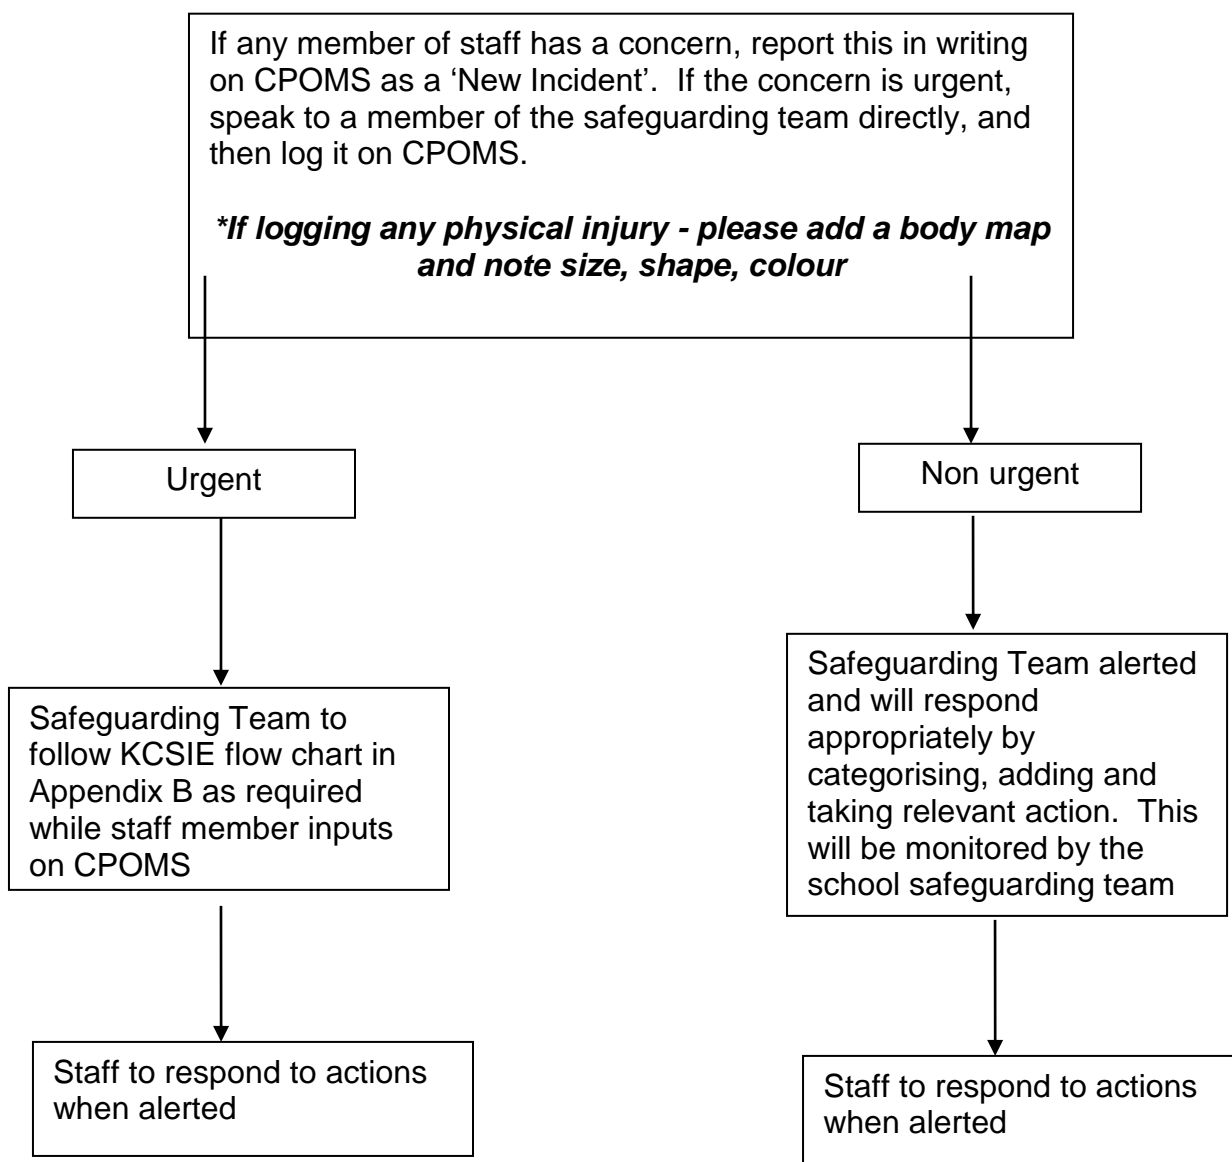 If any member of staff has a concern, report this in writing
on CPOMS as a ‘New Incident’.  If the concern is urgent,
speak to a member of the safeguarding team directly, and
then log it on CPOMS.
*If logging any physical injury - please add a body map
and note size, shape, colour
Urgent
Non urgent
Safeguarding Team to
follow KCSIE flow chart in
Appendix B as required
while staff member inputs
on CPOMS
Safeguarding Team alerted
and will respond
appropriately by
categorising, adding and
taking relevant action.  This
will be monitored by the
school safeguarding team
Staff to respond to actions
when alerted
Staff to respond to actions
when alerted